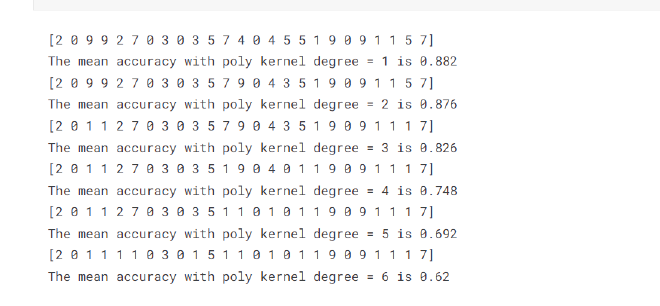 [2 0 9 9 2 7 0 3 0 3 5 7 4 0 4 5 5 1 9 0 9 1 1 5 7]
The mean accuracy with poly kernel degree = 1 is 0.882
[2 0 9 9 2 7 0 3 0 3 5 7 9 0 4 3 5 1 9 0 9 1 1 5 7]
The mean accuracy with poly kernel degree = 2 is 0.876
[2 0 1 1 2 7 0 3 0 3 5 7 9 0 4 3 5 1 9 0 9 1 1 1 7]
The mean accuracy with poly kernel degree = 3 is 0.826
[2 0 1 1 2 7 0 3 0 3 5 1 9 0 4 0 1 1 9 0 9 1 1 1 7]
The mean accuracy with poly kernel degree = 4 is 0.748
[2 0 1 1 2 7 0 3 0 3 5 1 1 0 1 0 1 1 9 0 9 1 1 1 7]
The mean accuracy with poly kernel degree = 5 is 0.692
[2 0 1 1 1 1 0 3 0 1 5 1 1 0 1 0 1 1 9 0 9 1 1 1 7]
The mean accuracy with poly kernel degree = 6 is 0.62